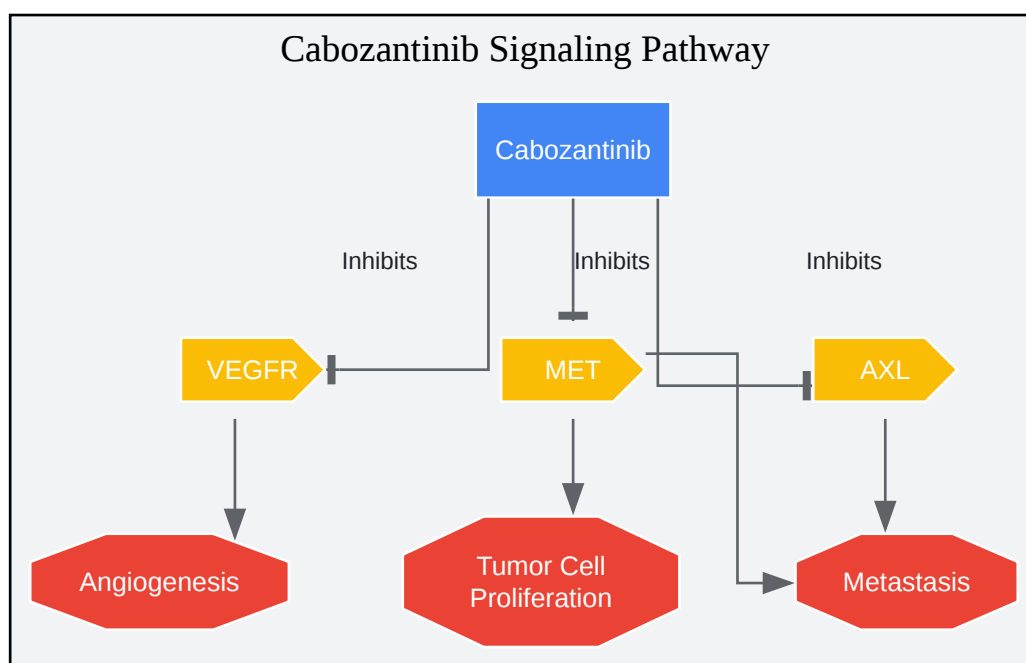 Cabozantinib Signaling Pathway
Cabozantinib
Inhibits
Inhibits
Inhibits
VEGFR
MET
AXL
Angiogenesis
Tumor Cell
Proliferation
Metastasis